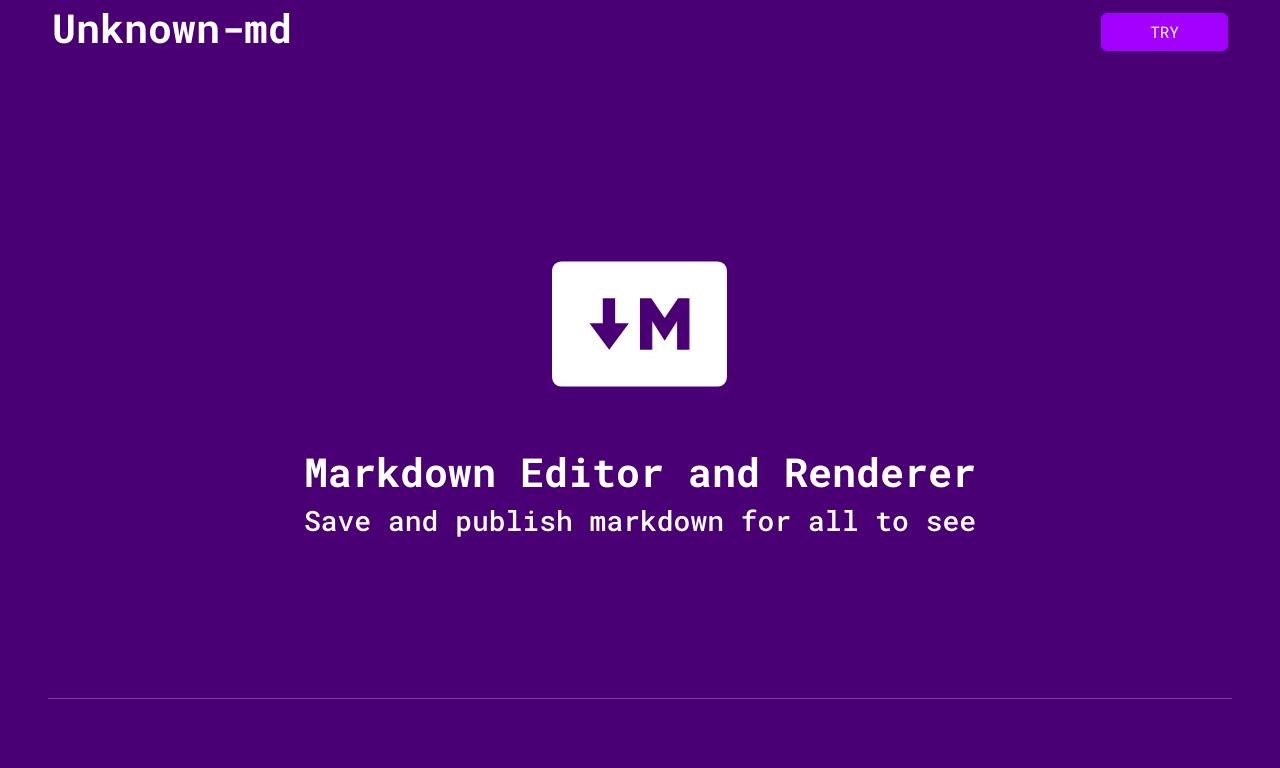 Unknown-md
TRY
M
Markdown Editor and Renderer
Save and publish markdown for all to see